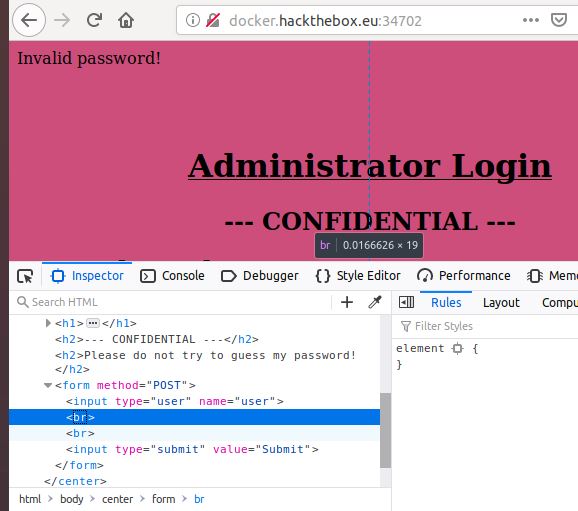 docker.hackthebox.eu:34702
Invalid password!
Administrator Login
--- CONFIDENTIAL ---
br 0.0166626 × 19
Inspector Console Debugger {} Style Editor Performance Memo
Search HTML + Rules Layout Compu
Filter Styles
<h1> ⋯ </h1>
<h2>--- CONFIDENTIAL ---</h2>
<h2>Please do not try to guess my password!
</h2>
<form method="POST">
<input type="user" name="user">
<br>
<br>
<input type="submit" value="Submit">
</form>
</center>
element {
}
html > body > center > form > br